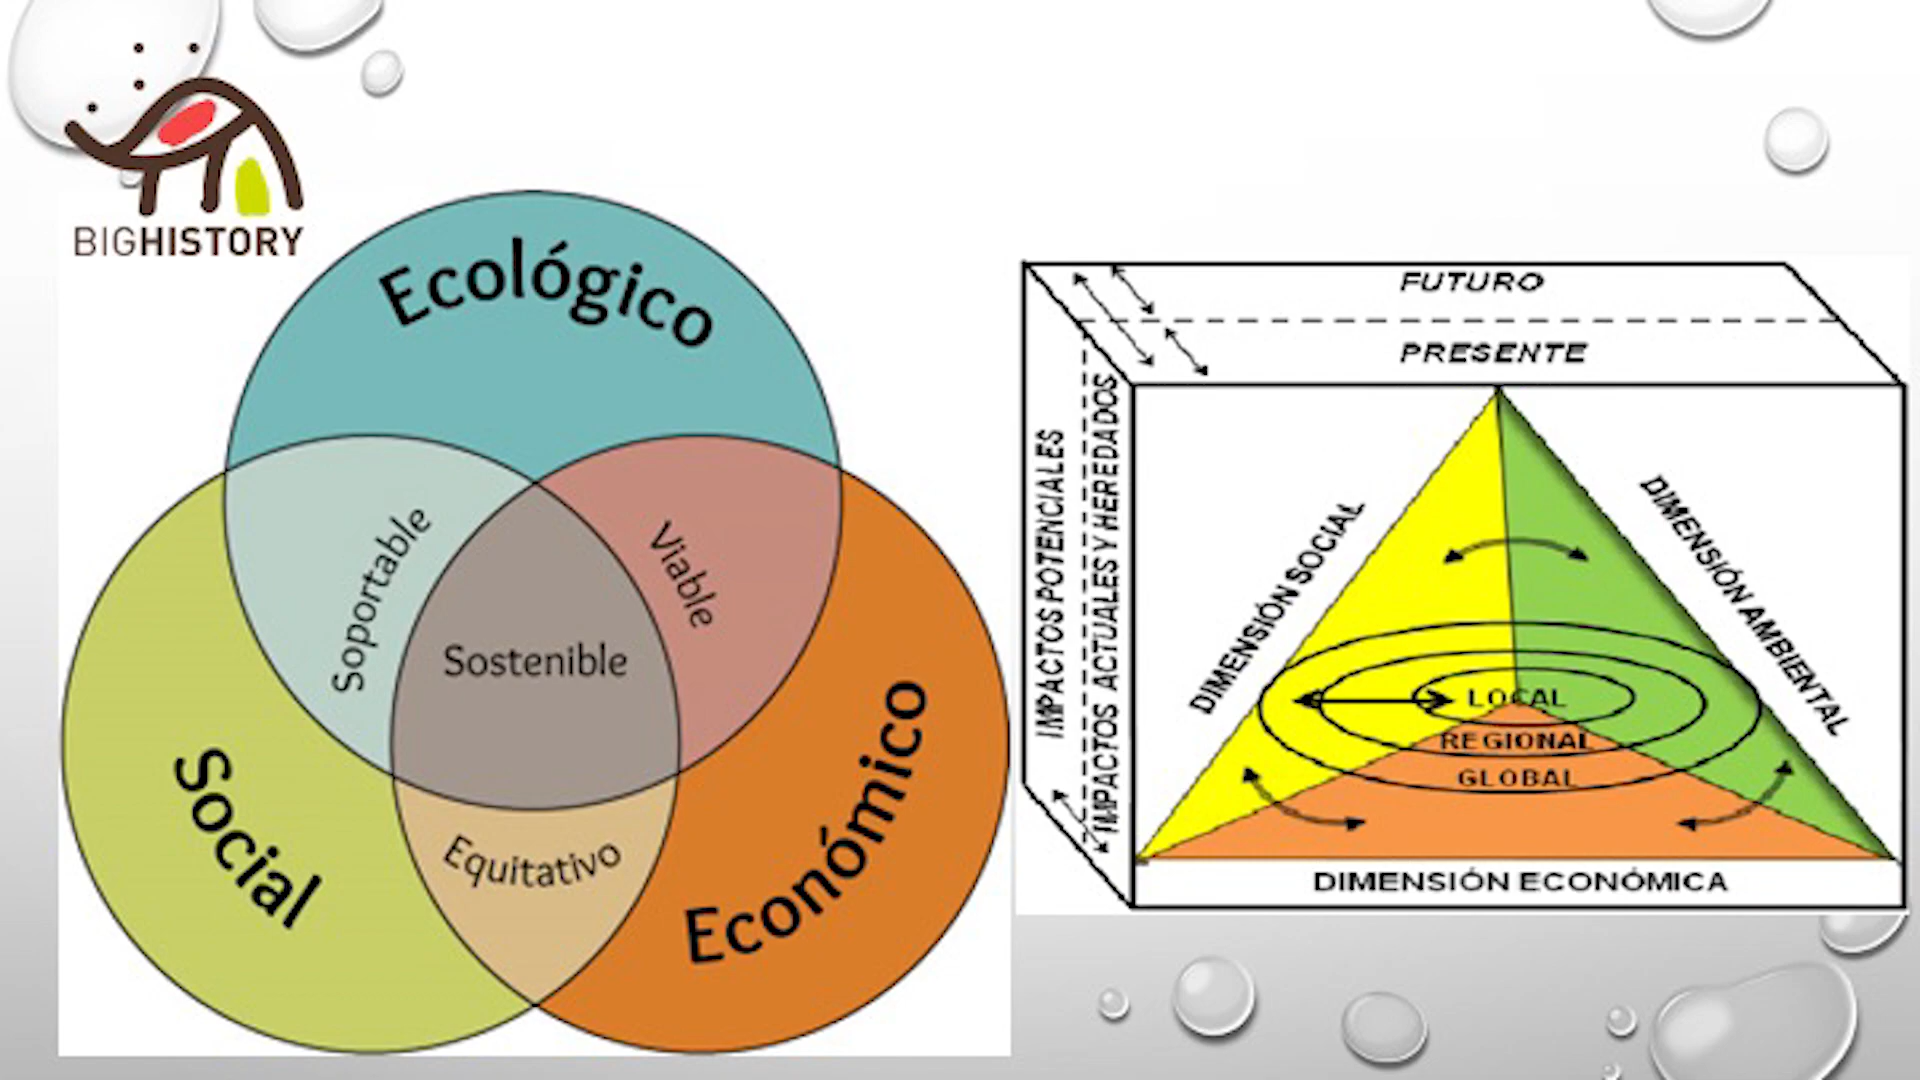 BIGHISTORY
Ecológico
Soportable
Viable
Sostenible
Social
Equitativo
Económico
FUTURO
PRESENTE
IMPACTOS POTENCIALES
IMPACTOS ACTUALES Y HEREDADOS
DIMENSIÓN SOCIAL
DIMENSIÓN AMBIENTAL
LOCAL
REGIONAL
GLOBAL
DIMENSIÓN ECONÓMICA